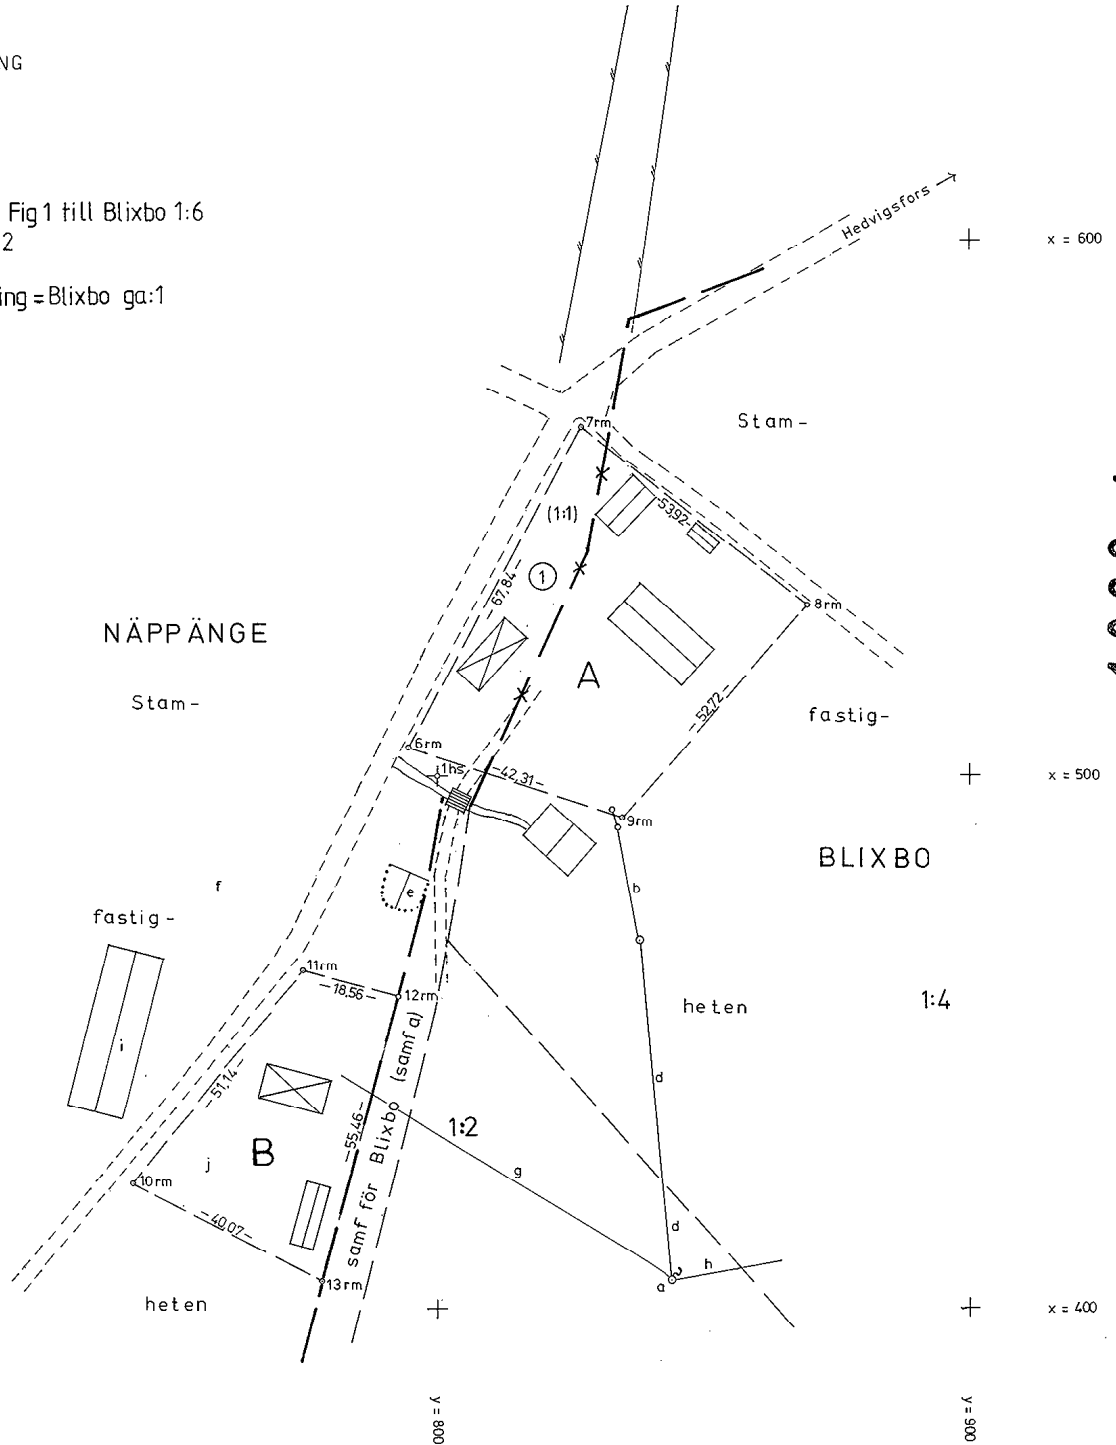 NG
Fig 1 till Blixbo 1:6
2
ing = Blixbo ga:1
Hedvigsfors
x = 600
7rm
Stam-
(1:1)
53,92
1
67,84
8rm
NÄPPÄNGE
A
Stam-
52,72
fastig-
6rm
1hs
42,31
x = 500
9rm
BLIXBO
f
e
b
fastig-
11rm
18,56
12rm
heten
1:4
i
51,14
d
55,46
samf för Blixbo (samf a)
1:2
B
j
g
10rm
40,07
d
h
a
13rm
heten
x = 400
y = 800
y = 900